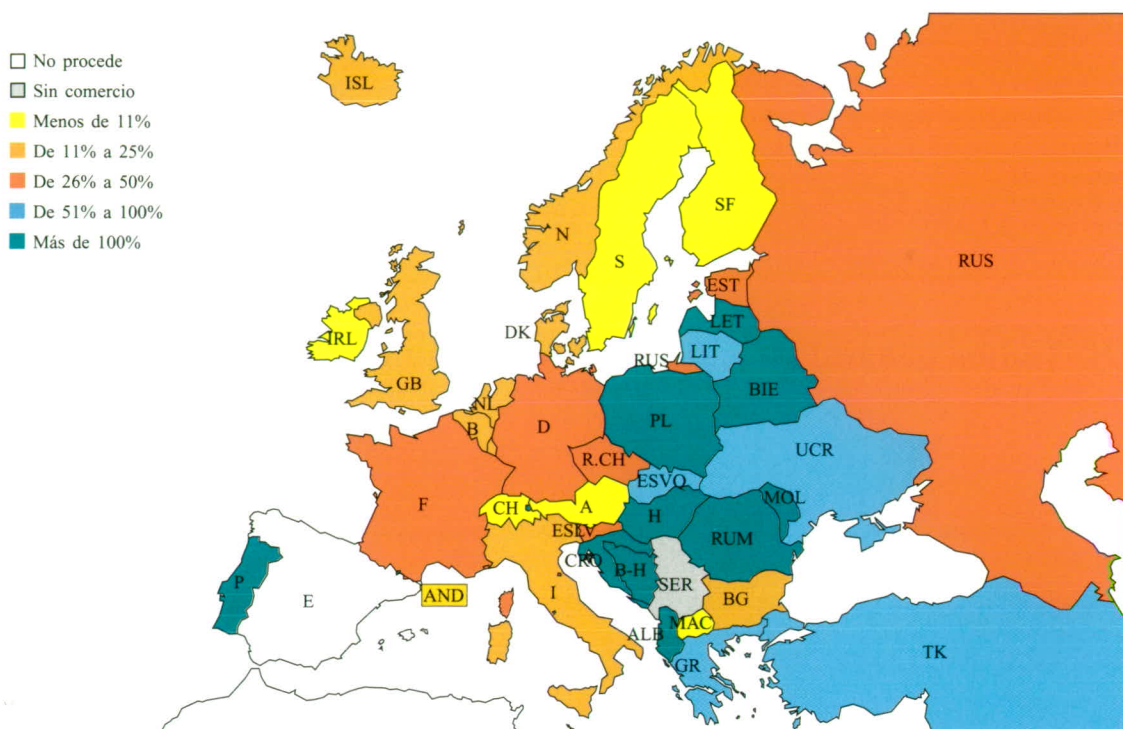 No procede
Sin comercio
Menos de 11%
De 11% a 25%
De 26% a 50%
De 51% a 100%
Más de 100%
ISL
N
S
SF
RUS
EST
LET
DK
LIT
RUS
IRL
GB
NL
B
D
PL
BIE
R.CH
UCR
ESVQ
F
CH
A
H
MOL
ESLV
RUM
CRO
B-H
SER
P
E
AND
I
BG
MAC
ALB
GR
TK